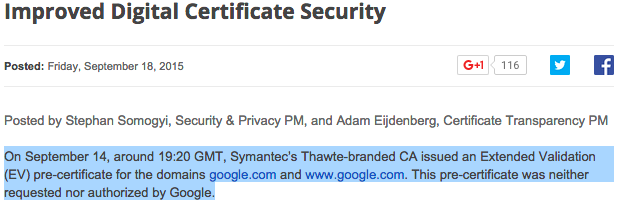 Improved Digital Certificate Security
Posted: Friday, September 18, 2015
G+1 116
Posted by Stephan Somogyi, Security & Privacy PM, and Adam Eijdenberg, Certificate Transparency PM
On September 14, around 19:20 GMT, Symantec's Thawte-branded CA issued an Extended Validation
(EV) pre-certificate for the domains google.com and www.google.com. This pre-certificate was neither
requested nor authorized by Google.